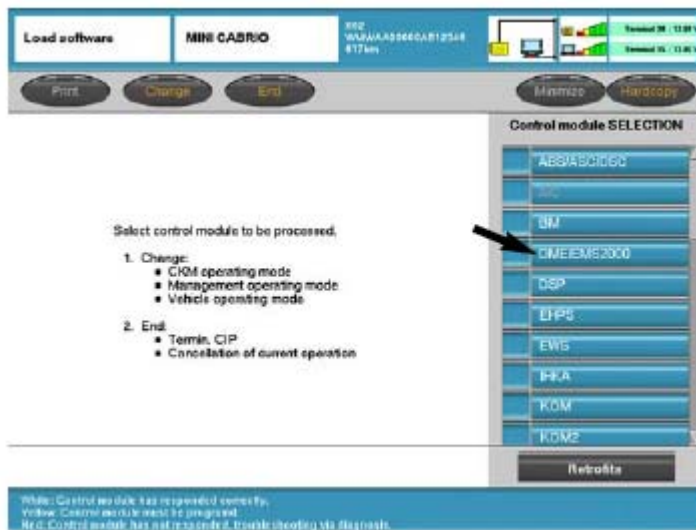 Load software
MINI CABRIO
Print
Change
End
Minimize
Hardcopy
Control module SELECTION
ABS/ASC/DSC
BM
DME/EMS2000
DSP
EHPS
EWS
IHKA
KOM
KOM2
Select control module to be processed.
1. Change:
• CKM operating mode
• Management operating mode
• Vehicle operating mode
2. End:
• Termin. CIP
• Cancellation of current operation
Retrofits
White: Control module has responded correctly.
Yellow: Control module must be programd.
Red: Control module has not responded, troubleshooting via diagnosis.